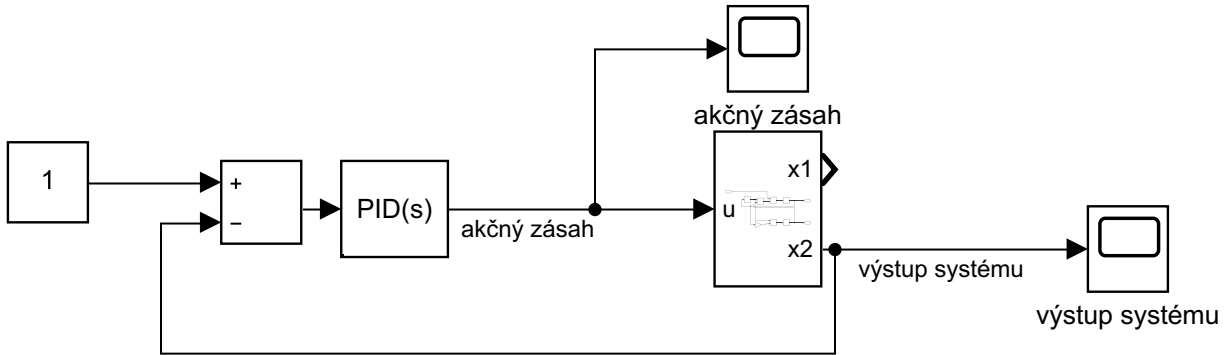 akčný zásah
1
+
−
PID(s)
akčný zásah
u
x1
x2
výstup systému
výstup systému